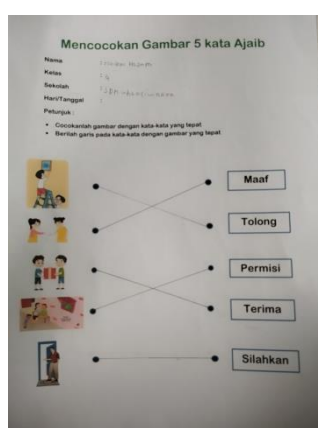 Mencocokan Gambar 5 kata Ajaib
Nama
Kelas
Sekolah
Hari/Tanggal :
Petunjuk :
• Cocokanlah gambar dengan kata-kata yang tepat
• Berilah garis pada kata-kata dengan gambar yang tepat
Maaf
Tolong
Permisi
Terima
Silahkan